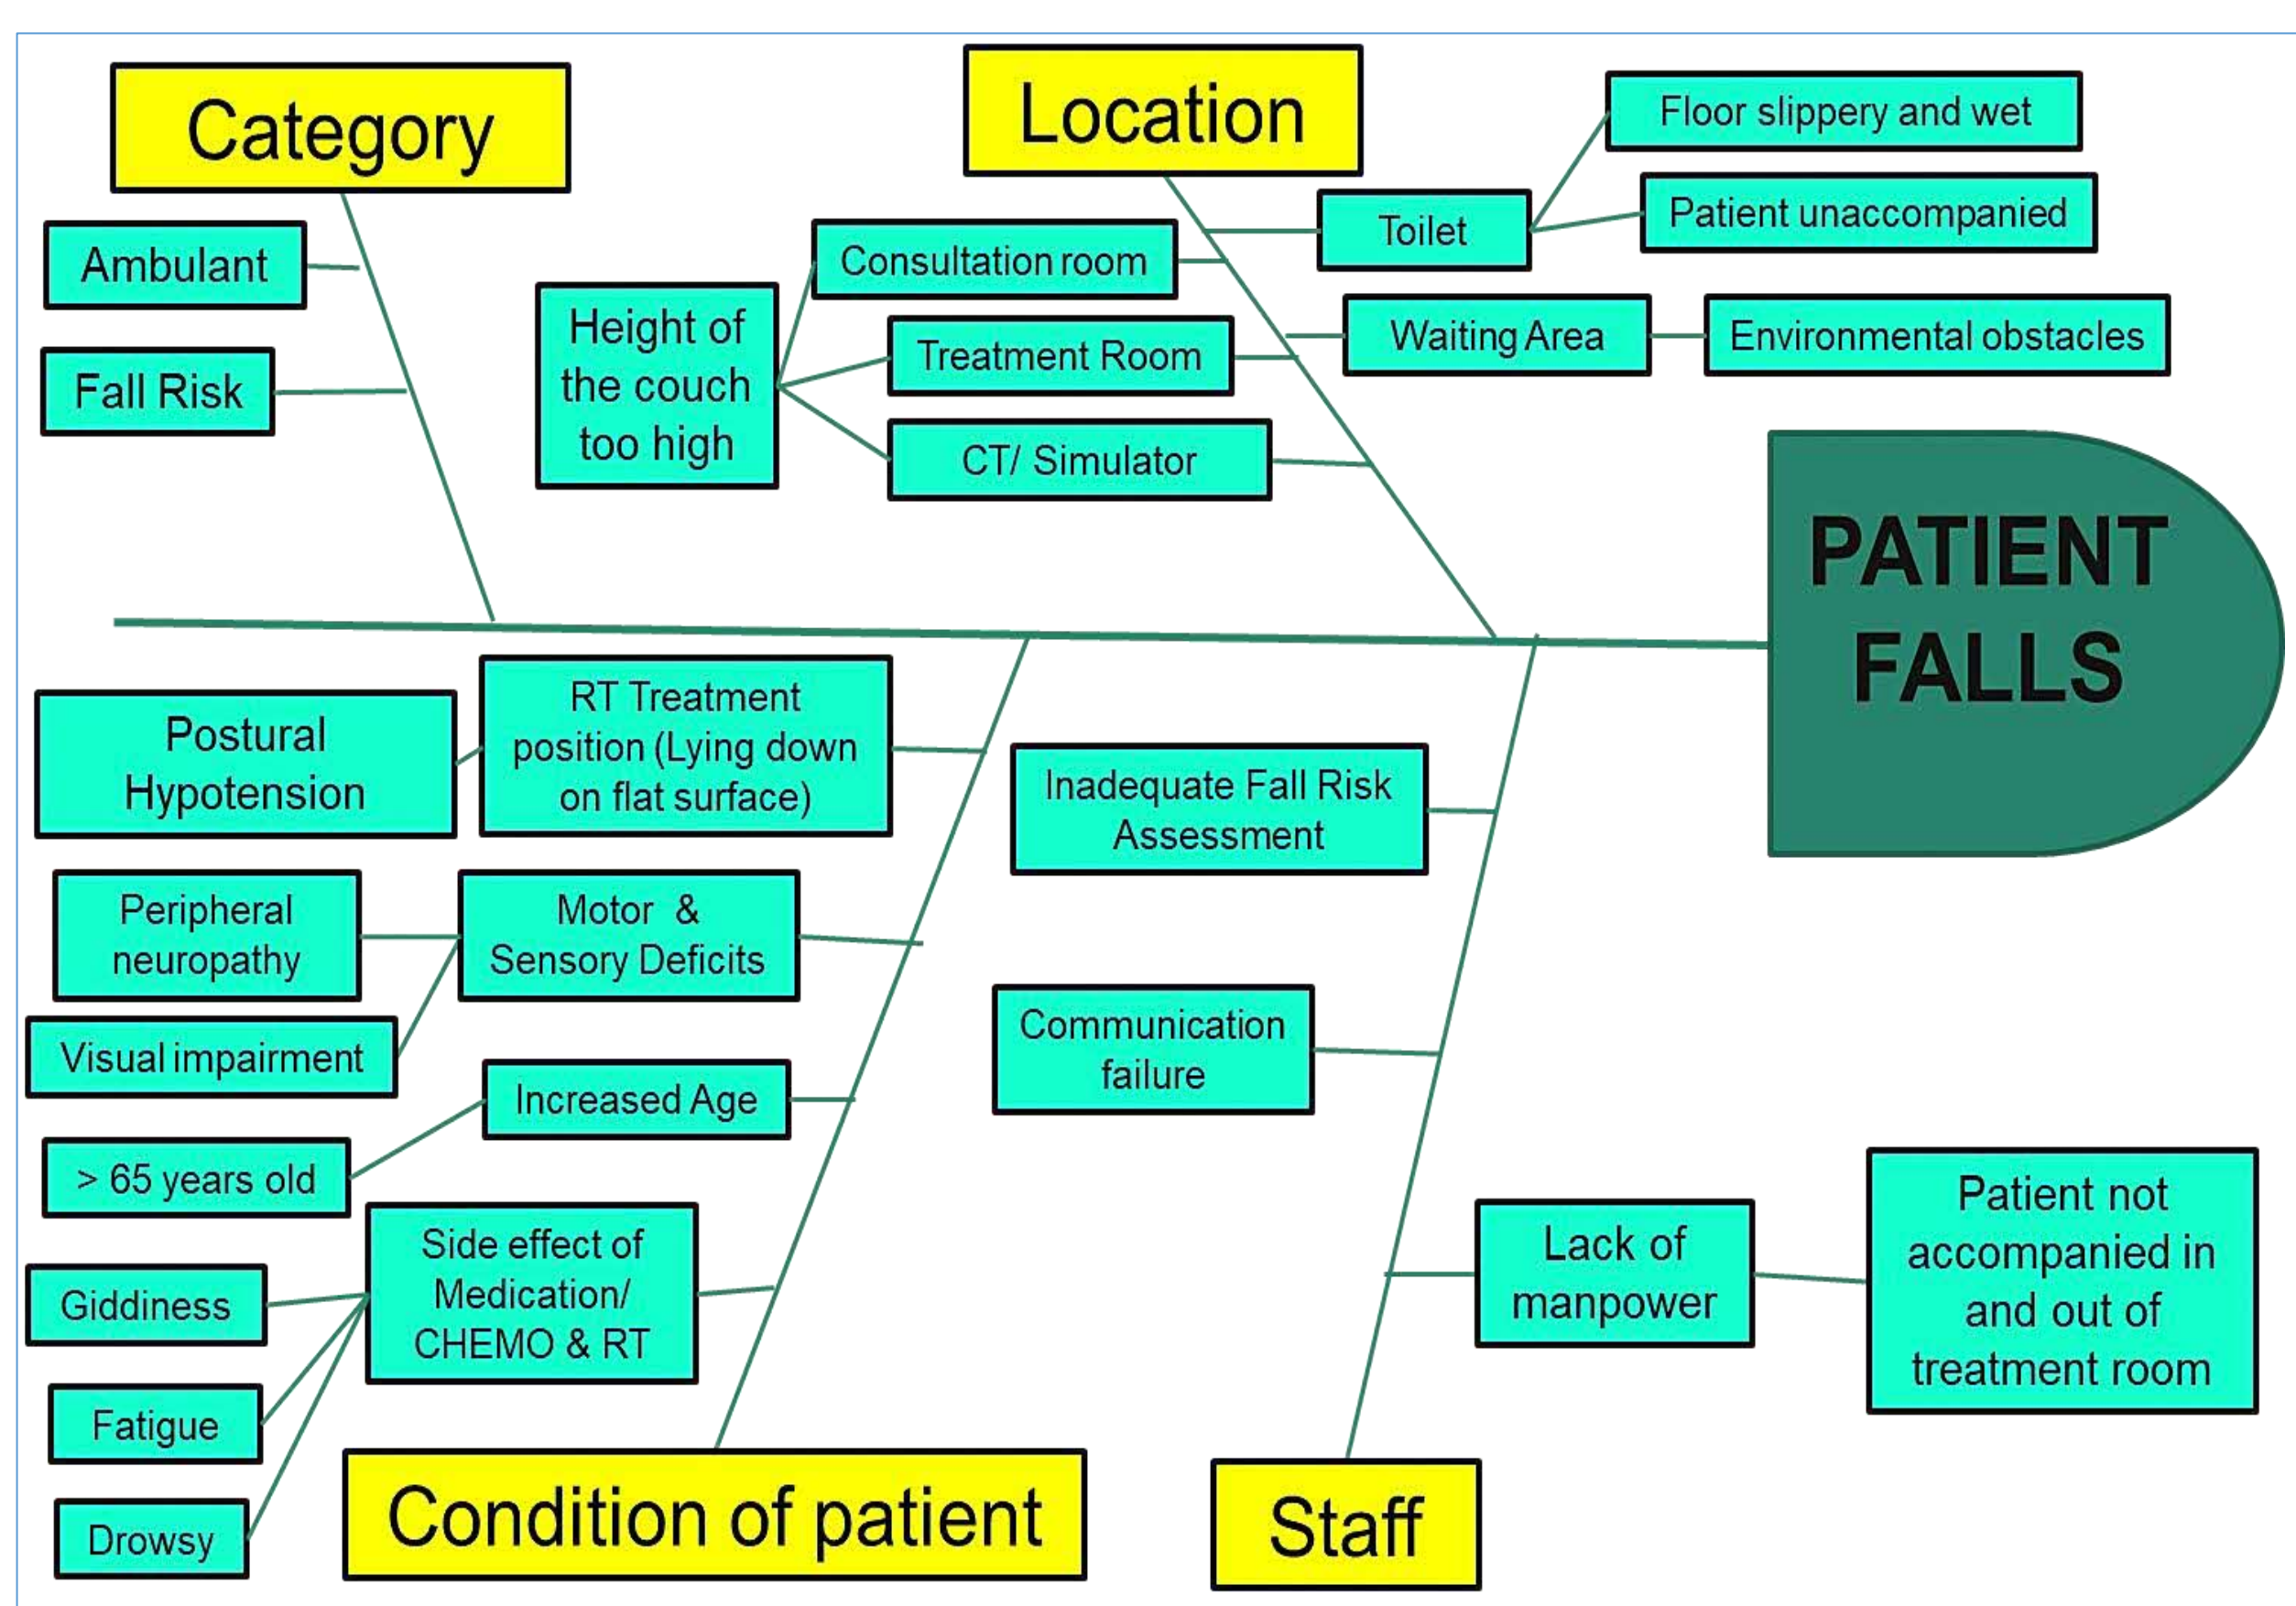 Category
Ambulant
Fall Risk
Location
Floor slippery and wet
Toilet
Patient unaccompanied
Consultation room
Height of
the couch
too high
Treatment Room
Waiting Area
Environmental obstacles
CT/ Simulator
PATIENT
FALLS
Postural
Hypotension
RT Treatment
position (Lying down
on flat surface)
Peripheral
neuropathy
Motor &
Sensory Deficits
Visual impairment
Increased Age
> 65 years old
Giddiness
Side effect of
Medication/
CHEMO & RT
Fatigue
Drowsy
Condition of patient
Inadequate Fall Risk
Assessment
Communication
failure
Lack of
manpower
Patient not
accompanied in
and out of
treatment room
Staff